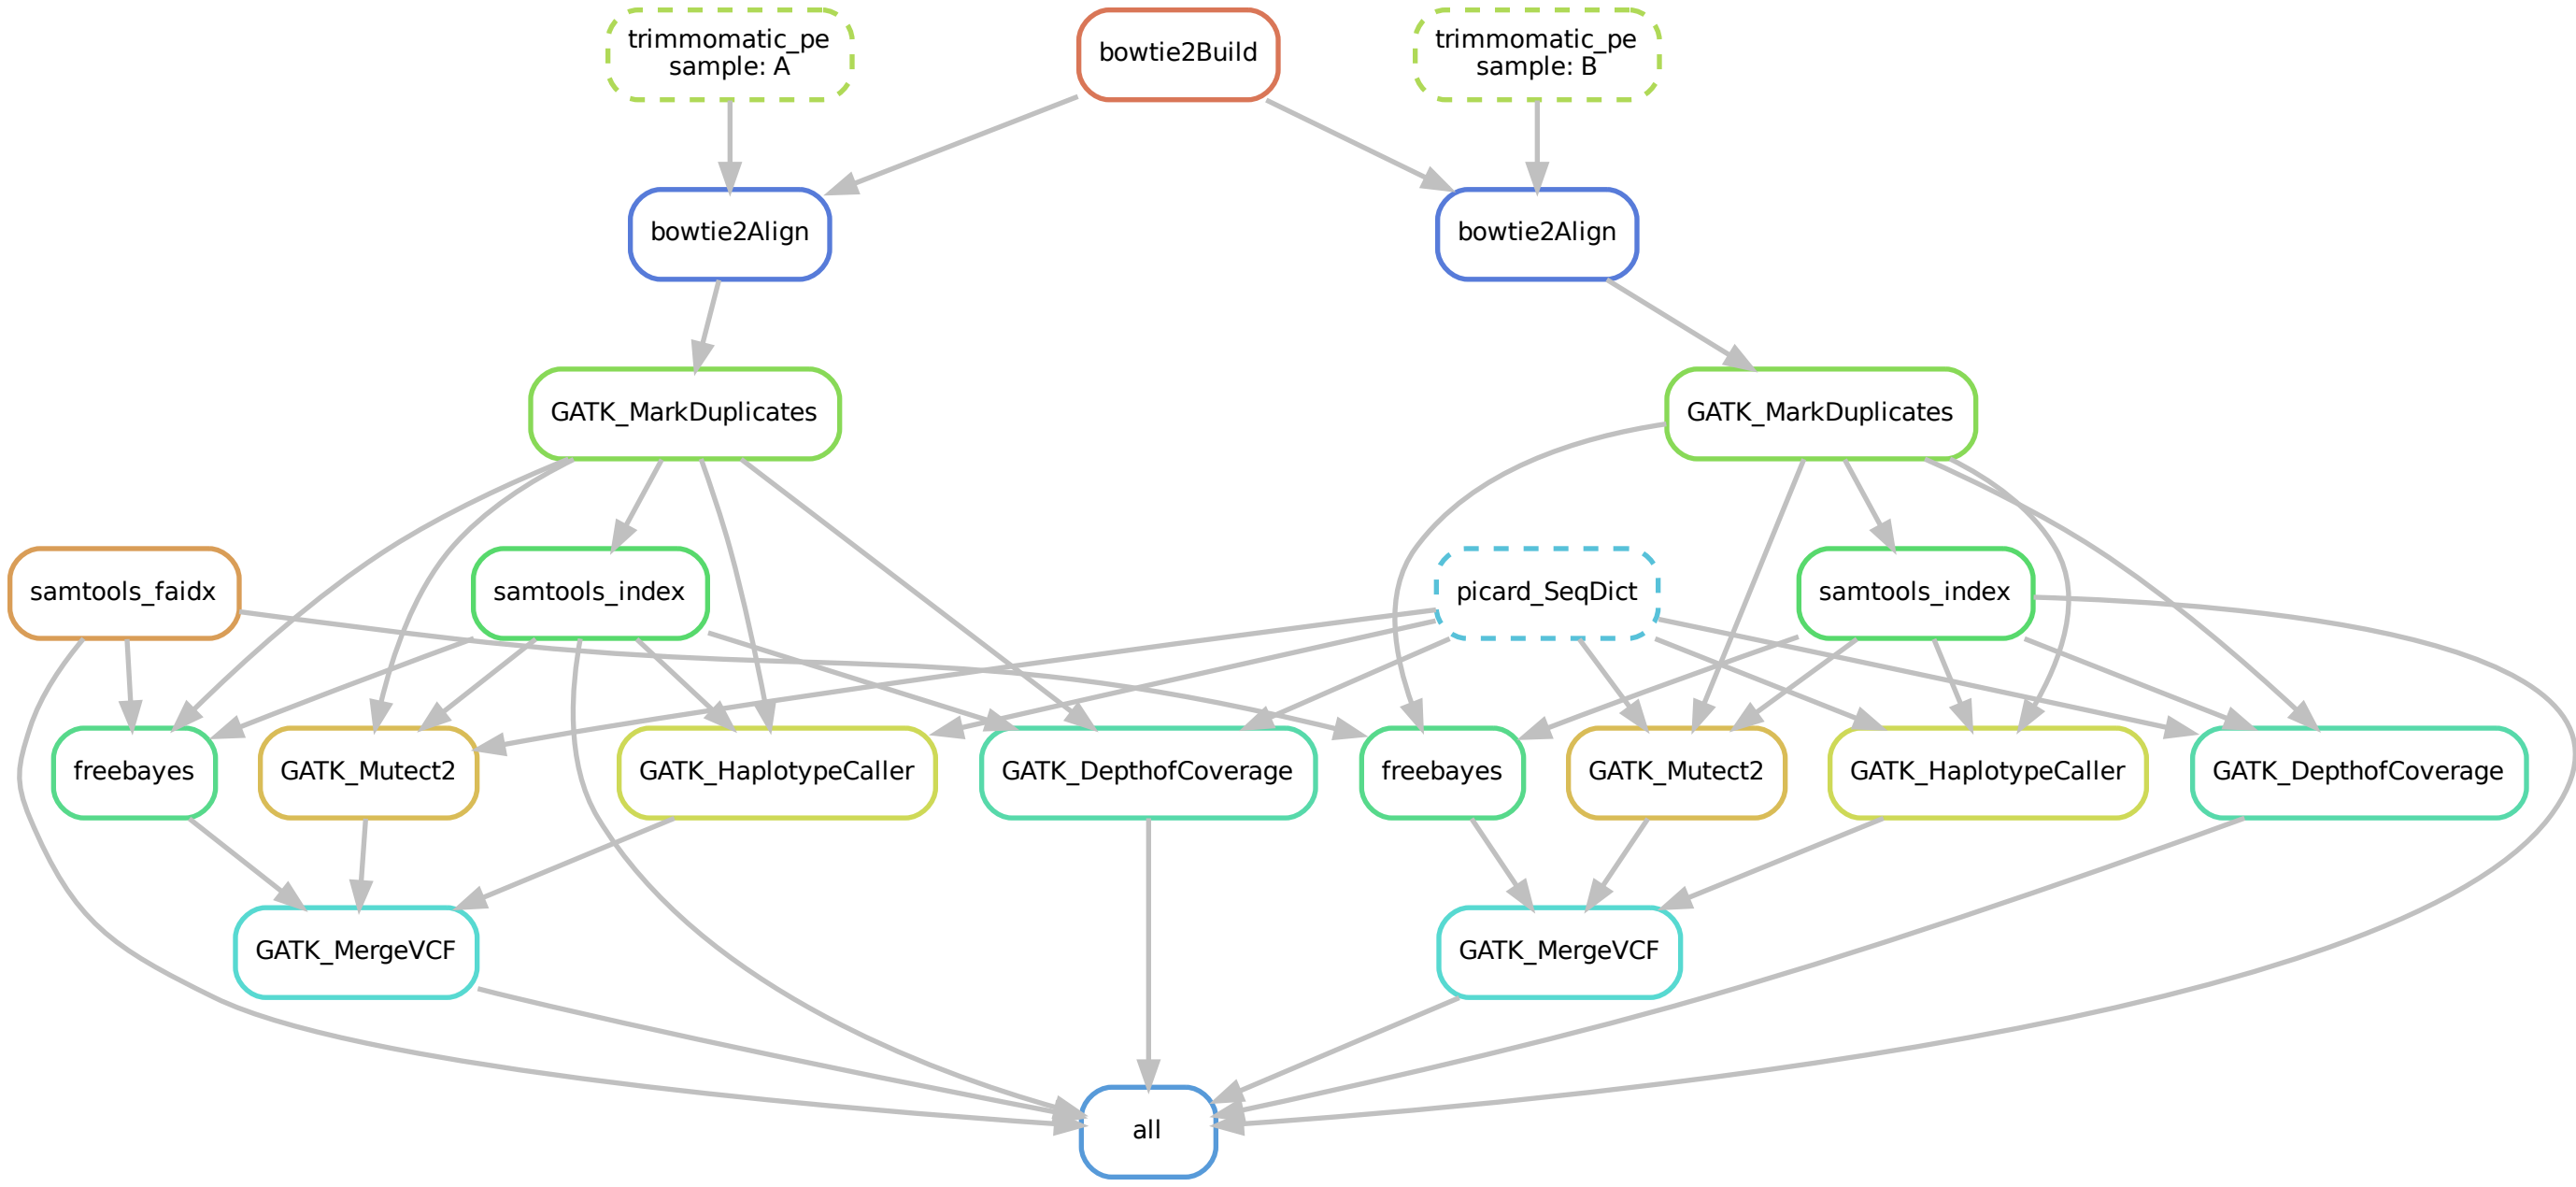 trimmomatic_pe
sample: A
bowtie2Build
trimmomatic_pe
sample: B
bowtie2Align
bowtie2Align
GATK_MarkDuplicates
GATK_MarkDuplicates
samtools_faidx
samtools_index
picard_SeqDict
samtools_index
freebayes
GATK_Mutect2
GATK_HaplotypeCaller
GATK_DepthofCoverage
freebayes
GATK_Mutect2
GATK_HaplotypeCaller
GATK_DepthofCoverage
GATK_MergeVCF
GATK_MergeVCF
all